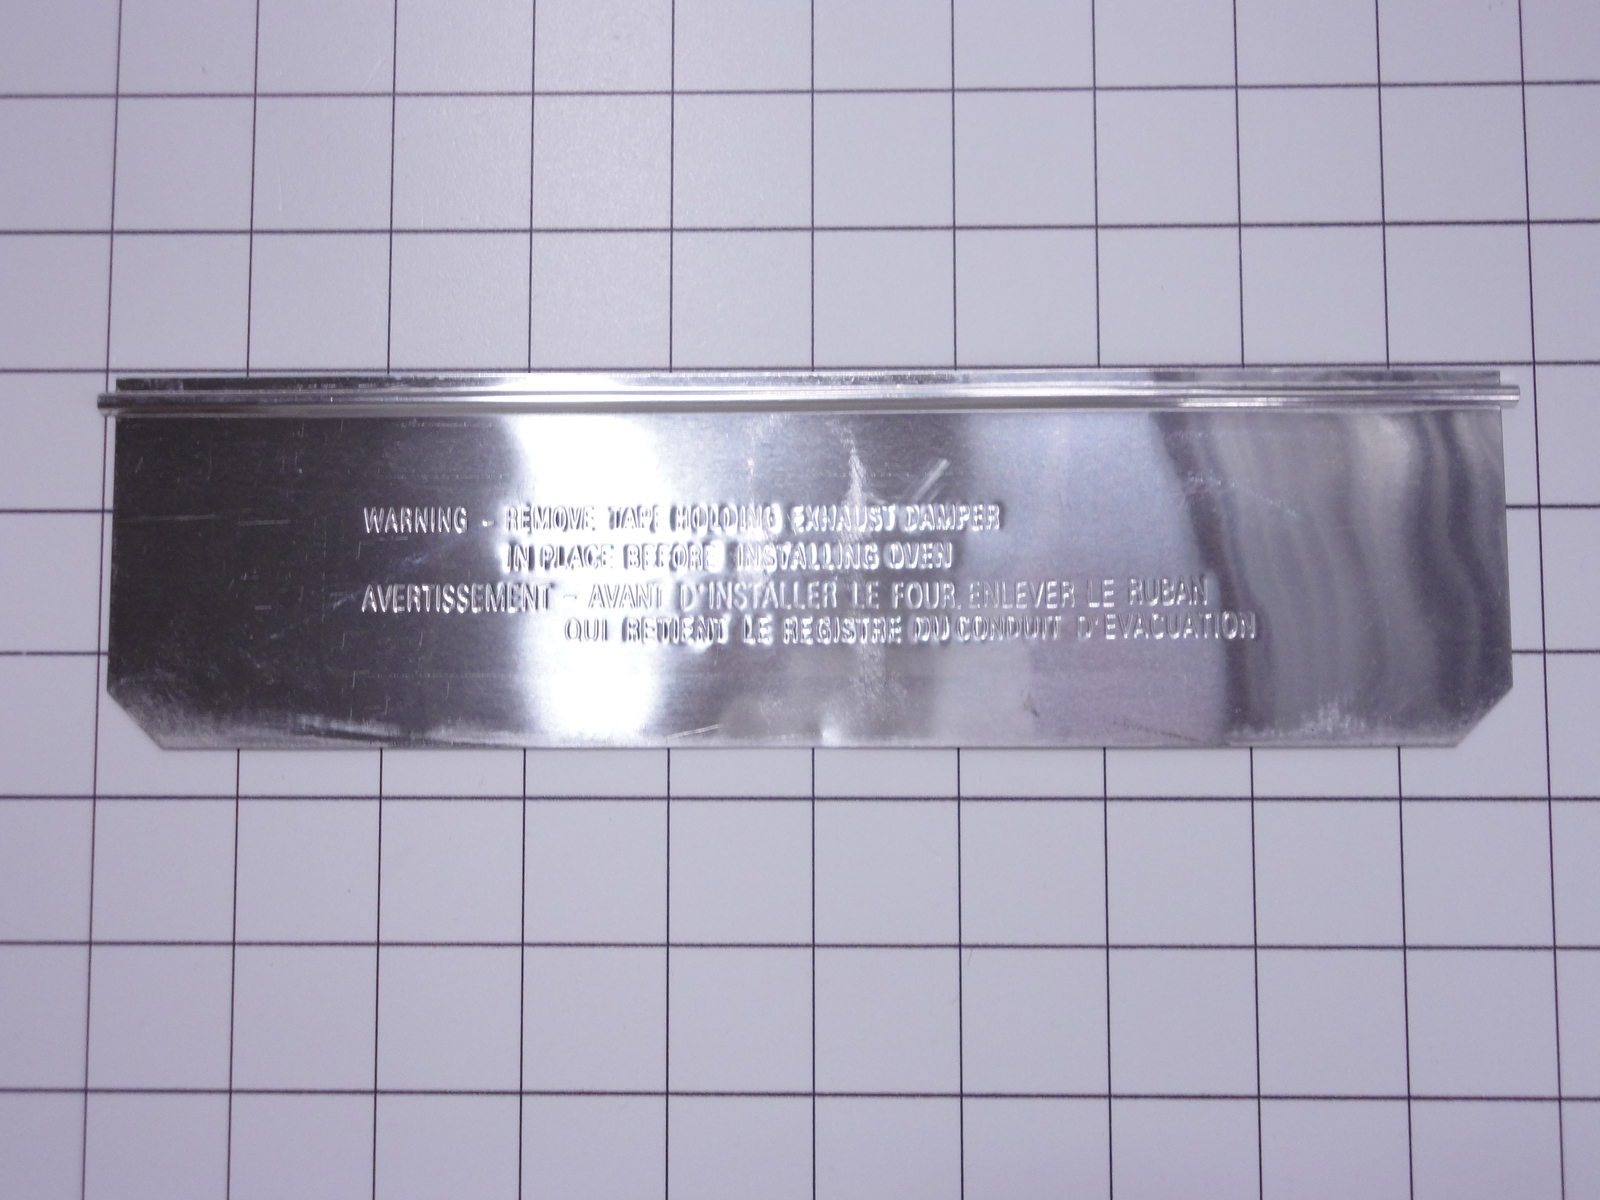 WARNING - REMOVE TAPE HOLDING EXHAUST DAMPER
IN PLACE BEFORE INSTALLING OVEN
AVERTISSEMENT - AVANT D'INSTALLER LE FOUR, ENLEVER LE RUBAN
QUI RETIENT LE REGISTRE DU CONDUIT D'EVACUATION